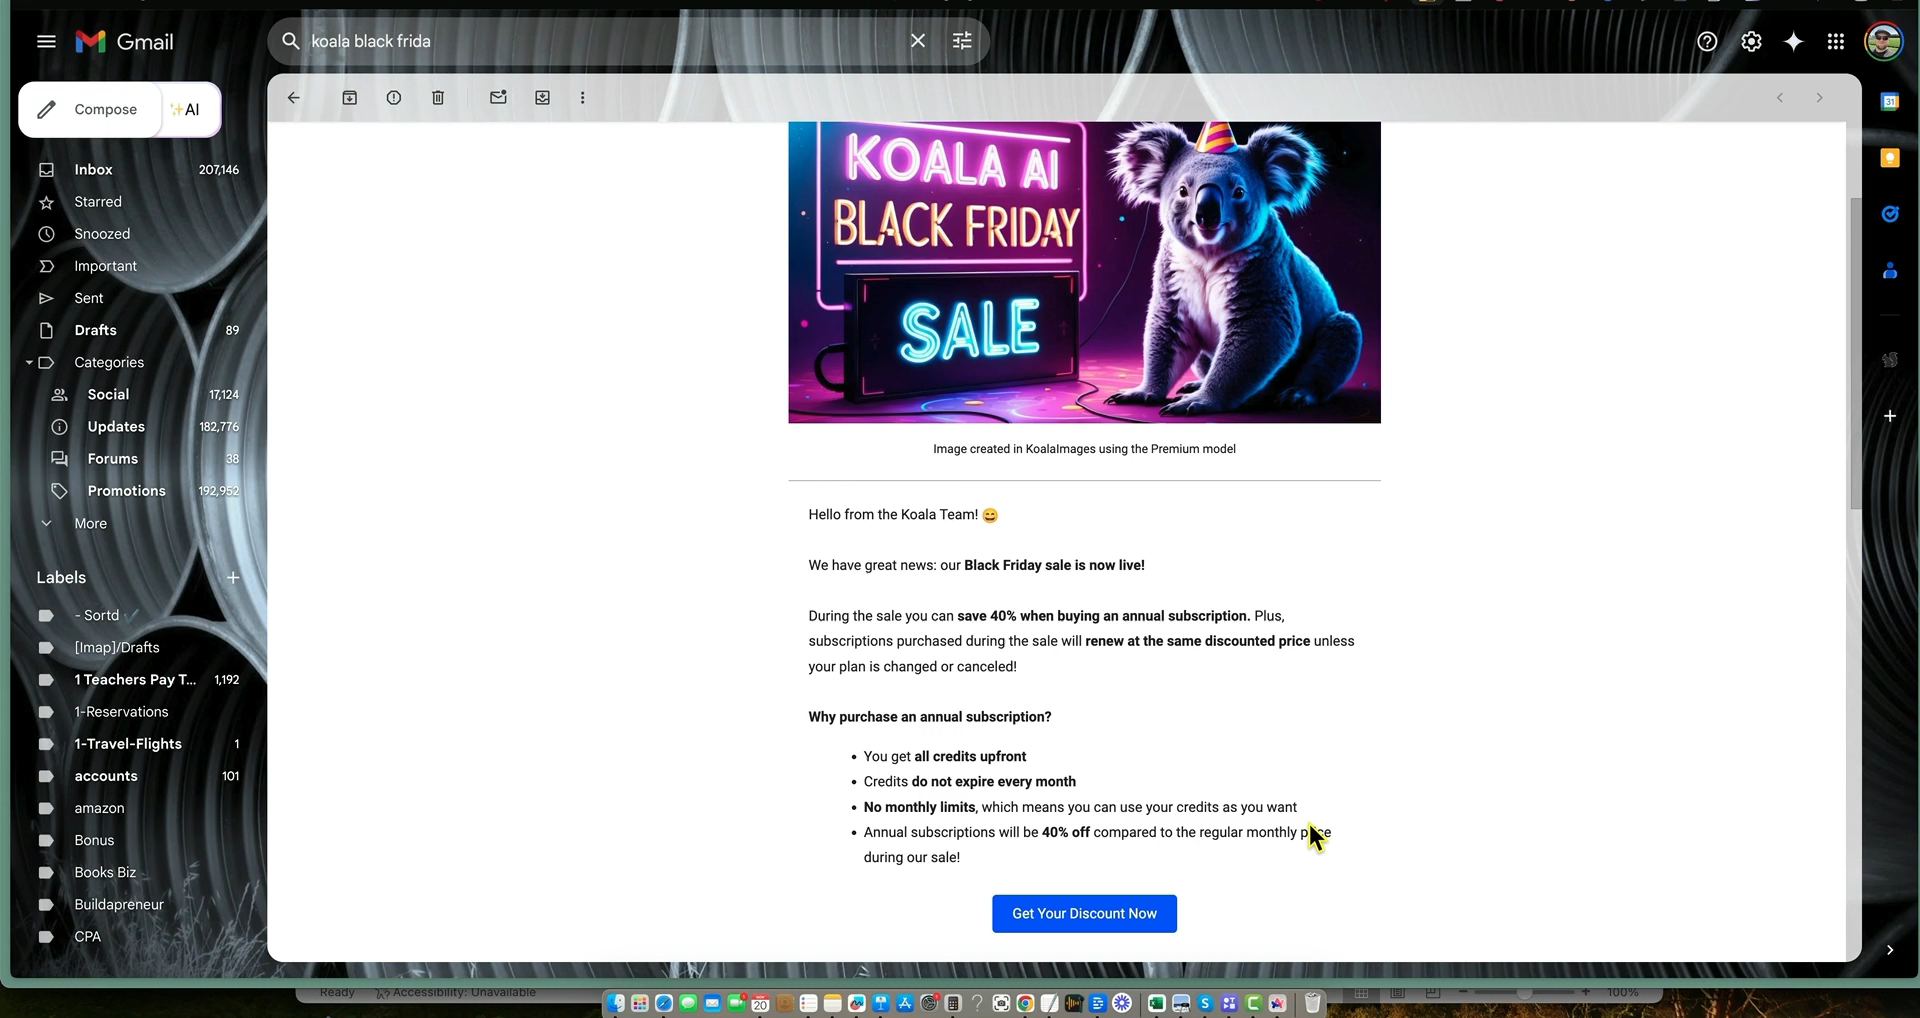 Gmail
koala black frida
Compose
✨AI
Inbox 207,146
Starred
Snoozed
Important
Sent
Drafts 89
Categories
Social 17,124
Updates 182,776
Forums 38
Promotions 192,952
More
Labels
- Sortd ✓
[Imap]/Drafts
1 Teachers Pay T... 1,192
1-Reservations
1-Travel-Flights 1
accounts 101
amazon
Bonus
Books Biz
Buildapreneur
CPA
KOALA AI
BLACK FRIDAY
SALE
Image created in KoalaImages using the Premium model
Hello from the Koala Team! 😄
We have great news: our Black Friday sale is now live!
During the sale you can save 40% when buying an annual subscription. Plus,
subscriptions purchased during the sale will renew at the same discounted price unless
your plan is changed or canceled!
Why purchase an annual subscription?
• You get all credits upfront
• Credits do not expire every month
• No monthly limits, which means you can use your credits as you want
• Annual subscriptions will be 40% off compared to the regular monthly price
during our sale!
Get Your Discount Now
31
Ready
Accessibility: Unavailable
100%
20